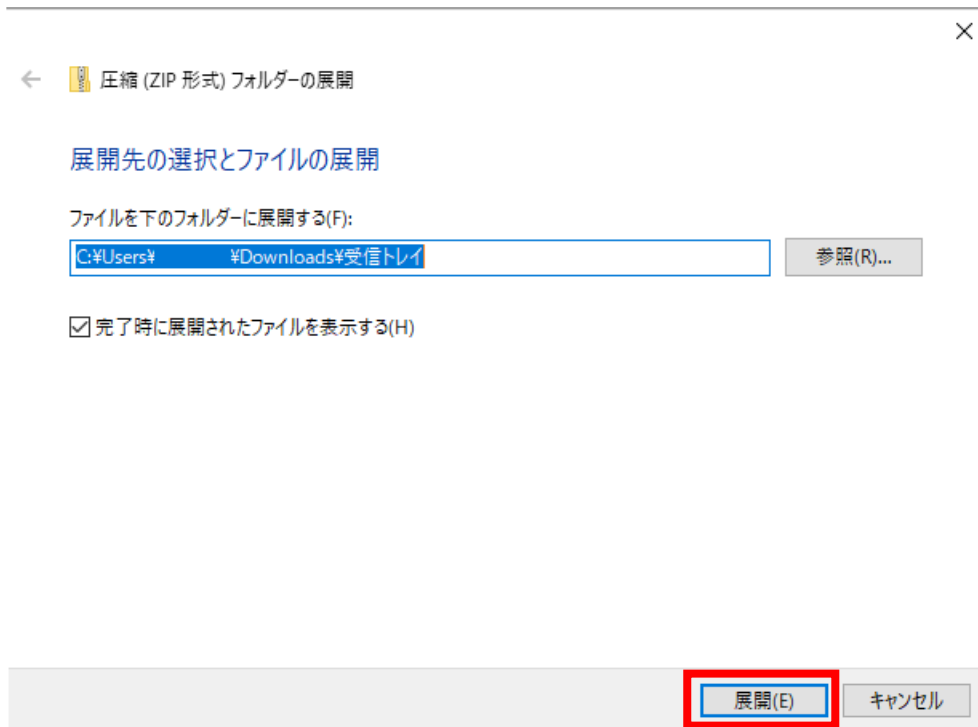 圧縮 (ZIP 形式) フォルダーの展開
展開先の選択とファイルの展開
ファイルを下のフォルダーに展開する(F):
C:¥Users¥ ¥Downloads¥受信トレイ
参照(R)...
完了時に展開されたファイルを表示する(H)
展開(E)
キャンセル